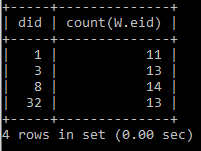 +------+--------------+
| did | count(W.eid) |
+------+--------------+
| 1 | 11 |
| 3 | 13 |
| 8 | 14 |
| 32 | 13 |
+------+--------------+
4 rows in set (0.00 sec)